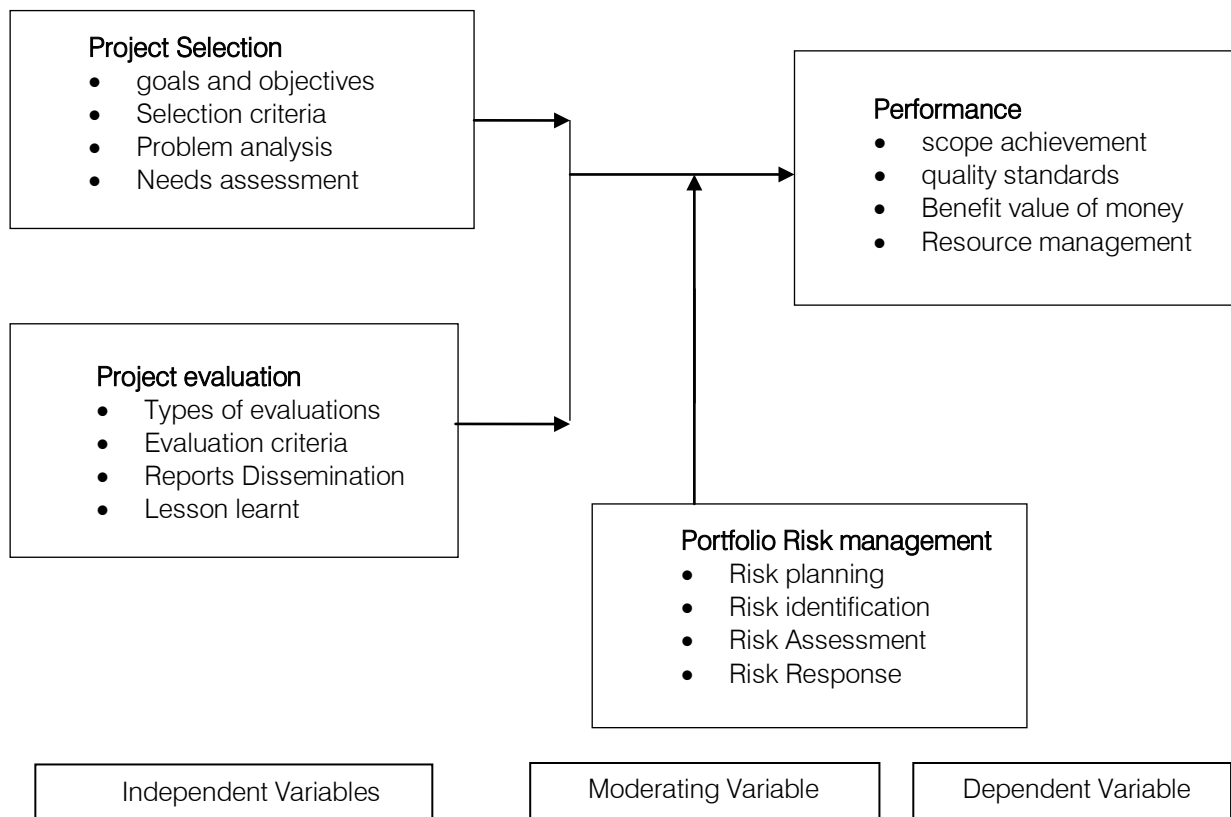 Project Selection
• goals and objectives
• Selection criteria
• Problem analysis
• Needs assessment
Performance
• scope achievement
• quality standards
• Benefit value of money
• Resource management
Project evaluation
• Types of evaluations
• Evaluation criteria
• Reports Dissemination
• Lesson learnt
Portfolio Risk management
• Risk planning
• Risk identification
• Risk Assessment
• Risk Response
Independent Variables
Moderating Variable
Dependent Variable